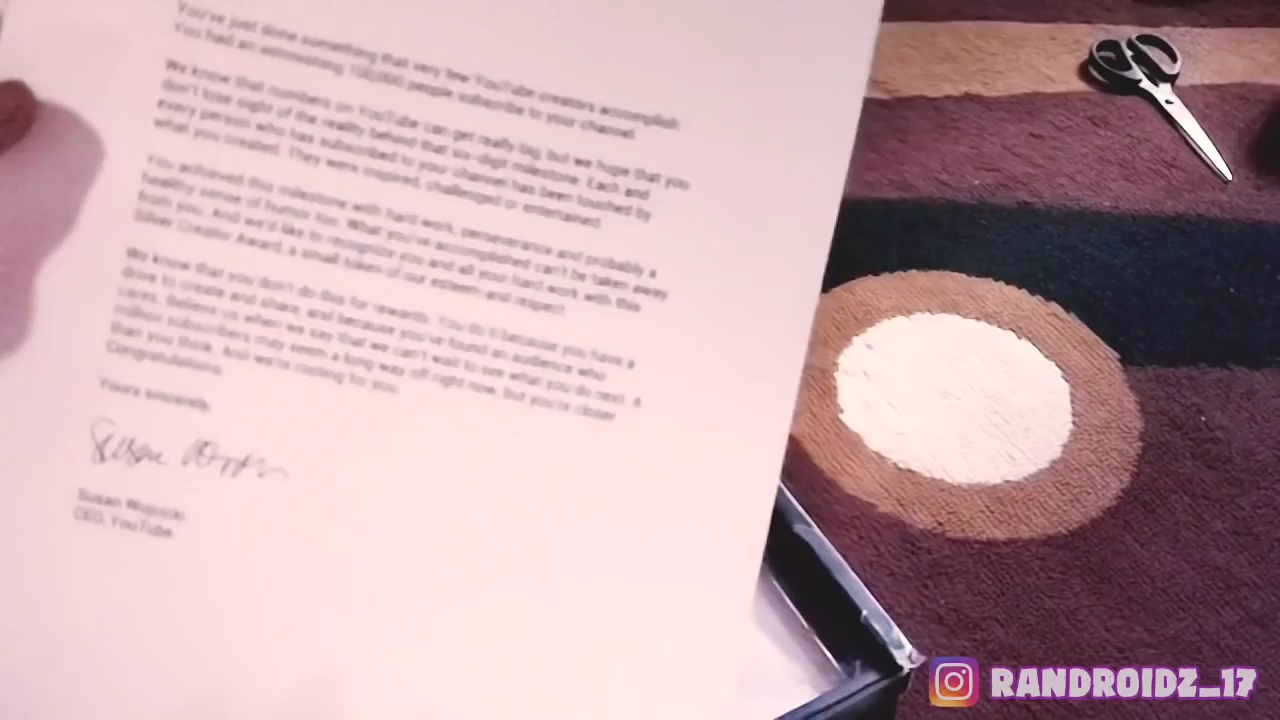 You've just done something that very few YouTube creators accomplish.
You had an astonishing 100,000 people subscribe to your channel.
We know that numbers on YouTube can get really big, but we hope that you
don't lose sight of the reality behind that six-digit milestone. Each and
every person who has subscribed to your channel has been touched by
what you created. They were inspired, challenged or entertained.
You achieved this milestone with hard work, perseverance and probably a
healthy sense of humor too. What you've accomplished can't be taken away
from you. And we'd like to recognize you and all your hard work with this
Silver Creator Award, a small token of our esteem and respect.
We know that you don't do this for rewards. You do it because you have a
drive to create and share, and because you've found an audience who
cares. Believe us when we say that we can't wait to see what you do next. A
million subscribers may seem a long way off right now, but you're closer
than you think. And we're rooting for you.
Congratulations.
Yours sincerely,
Susan Wojcicki
CEO, YouTube
RANDROIDZ_17